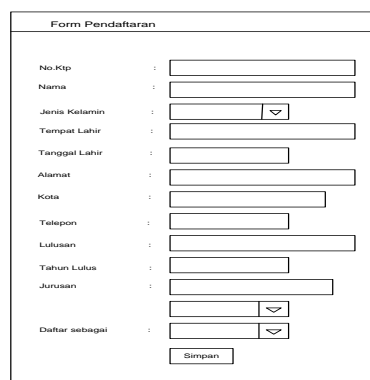 Form Pendaftaran
No.Ktp :
Nama :
Jenis Kelamin :
Tempat Lahir :
Tanggal Lahir :
Alamat :
Kota :
Telepon :
Lulusan :
Tahun Lulus :
Jurusan :
Daftar sebagai :
Simpan